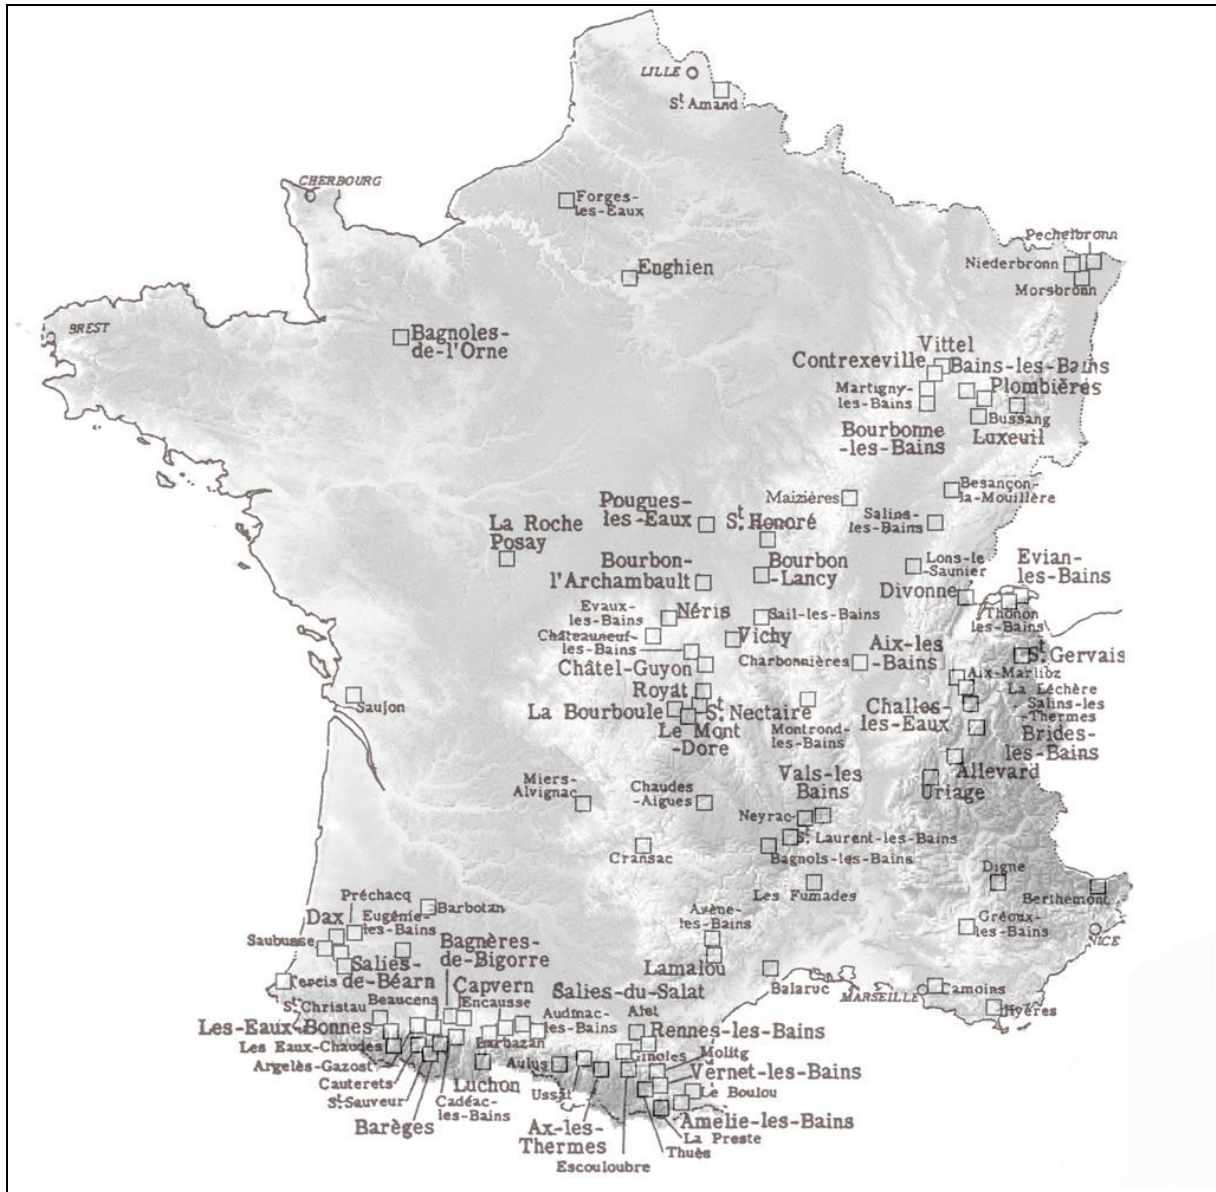 LILLE
St. Amand
CHERBOURG
Forges-
les-Eaux
Pechelbronn
Niederbronn
Enghien
Morsbronn
BREST
Bagnoles-
de-l'Orne
Vittel
Contrexeville
Bains-les-Bains
Martigny-
les-Bains
Plombières
Bussang
Bourbonne
-les-Bains
Luxeuil
Besançon-
la-Mouillère
Maizières
Pougues-
les-Eaux
St. Honoré
Salins-
les-Bains
La Roche
Posay
Bourbon-
l'Archambault
Bourbon
-Lancy
Lons-le
-Saunier
Evian-
les-Bains
Divonne
Evaux-
les-Bains
Néris
Sail-les-Bains
Thonon
les-Bains
Châteauneuf-
les-Bains
Vichy
Châtel-Guyon
Charbonnières
Aix-les
-Bains
St. Gervais
Aix-Marlioz
La Léchère
Royat
Saujon
La Bourboule
St. Nectaire
Challes-
les-Eaux
Salins-les
-Thermes
Le Mont
-Dore
Montrond-
les-Bains
Brides-
les-Bains
Allevard
Uriage
Miers-
Alvignac
Chaudes
-Aigues
Vals-les
Bains
Neyrac
St. Laurent-les-Bains
Cransac
Bagnols-les-Bains
Les Fumades
Digne
Berthemont
Préchacq
Barbotan
Dax
Eugénie-
les-Bains
Avène-
les-Bains
Gréoux-
les-Bains
NICE
Saubusse
Bagnères-
de-Bigorre
Lamalou
Salies-
de-Béarn
Tercis
Balaruc
MARSEILLE
Camoins
Hyères
St. Christau
Beaucens
Capvern
Encausse
Salies-du-Salat
Audinac
-les-Bains
Alet
Les-Eaux-Bonnes
Rennes-les-Bains
Les Eaux-Chaudes
Barbazan
Ginoles
Molitg
Argelès-Gazost
Aulus
Vernet-les-Bains
Cauterets
Luchon
Ussat
Le Boulou
St. Sauveur
Cadéac-
les-Bains
Barèges
Ax-les-
Thermes
Amelie-les-Bains
La Preste
Thuès
Escouloubre